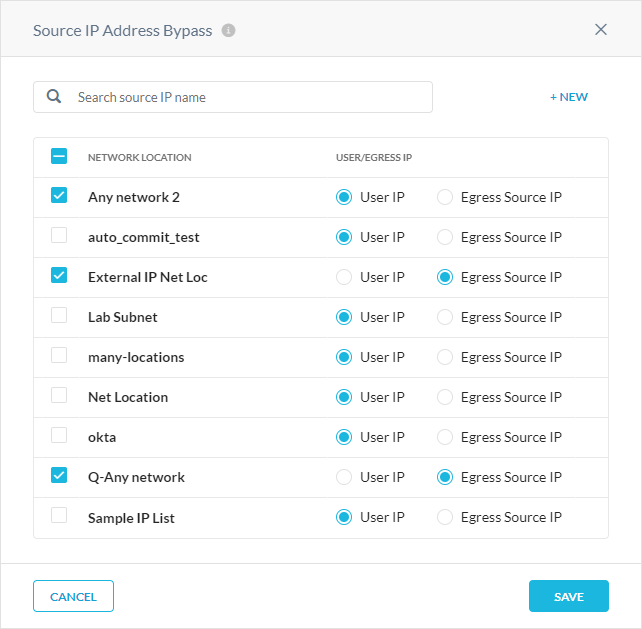 Source IP Address Bypass
Search source IP name
+ NEW
NETWORK LOCATION USER/EGRESS IP
Any network 2 User IP Egress Source IP
auto_commit_test User IP Egress Source IP
External IP Net Loc User IP Egress Source IP
Lab Subnet User IP Egress Source IP
many-locations User IP Egress Source IP
Net Location User IP Egress Source IP
okta User IP Egress Source IP
Q-Any network User IP Egress Source IP
Sample IP List User IP Egress Source IP
CANCEL SAVE